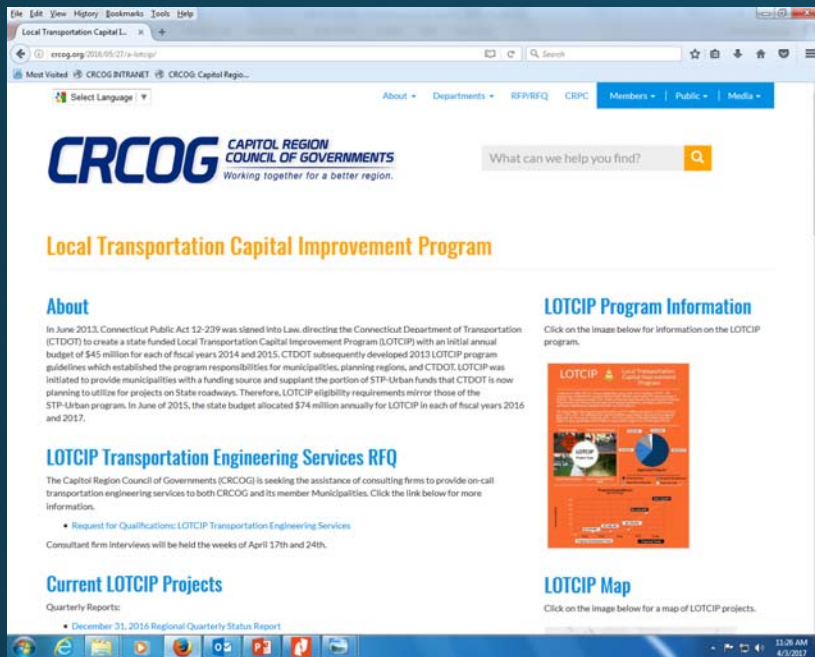 File Edit View History Bookmarks Tools Help
Local Transportation Capital I...
crcog.org/2016/05/27/a-lotcip/
Search
Most Visited CRCOG INTRANET CRCOG: Capitol Regio...
Select Language
About Departments RFP/RFQ CRPC Members Public Media
CRCOG CAPITOL REGION
COUNCIL OF GOVERNMENTS
Working together for a better region.
What can we help you find?
Local Transportation Capital Improvement Program
About
In June 2013, Connecticut Public Act 12-239 was signed into Law, directing the Connecticut Department of Transportation
(CTDOT) to create a state funded Local Transportation Capital Improvement Program (LOTCIP) with an initial annual
budget of $45 million for each of fiscal years 2014 and 2015. CTDOT subsequently developed 2013 LOTCIP program
guidelines which established the program responsibilities for municipalities, planning regions, and CTDOT. LOTCIP was
initiated to provide municipalities with a funding source and supplant the portion of STP-Urban funds that CTDOT is now
planning to utilize for projects on State roadways. Therefore, LOTCIP eligibility requirements mirror those of the
STP-Urban program. In June of 2015, the state budget allocated $74 million annually for LOTCIP in each of fiscal years 2016
and 2017.
LOTCIP Transportation Engineering Services RFQ
The Capitol Region Council of Governments (CRCOG) is seeking the assistance of consulting firms to provide on-call
transportation engineering services to both CRCOG and its member Municipalities. Click the link below for more
information.
• Request for Qualifications: LOTCIP Transportation Engineering Services
Consultant firm interviews will be held the weeks of April 17th and 24th.
Current LOTCIP Projects
Quarterly Reports:
• December 31, 2016 Regional Quarterly Status Report
LOTCIP Program Information
Click on the image below for information on the LOTCIP
program.
LOTCIP Local Transportation
Capital Improvement
Program
LOTCIP Map
Click on the image below for a map of LOTCIP projects.
11:26 AM
4/3/2017